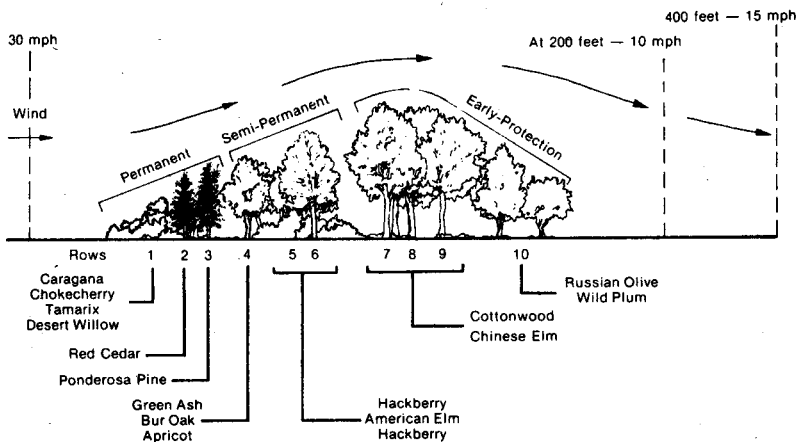 400 feet — 15 mph
30 mph
At 200 feet — 10 mph
Wind
Permanent
Semi-Permanent
Early-Protection
Rows 1 2 3 4 5 6 7 8 9 10
Caragana
Chokecherry
Tamarix
Desert Willow
Red Cedar
Ponderosa Pine
Green Ash
Bur Oak
Apricot
Hackberry
American Elm
Hackberry
Cottonwood
Chinese Elm
Russian Olive
Wild Plum